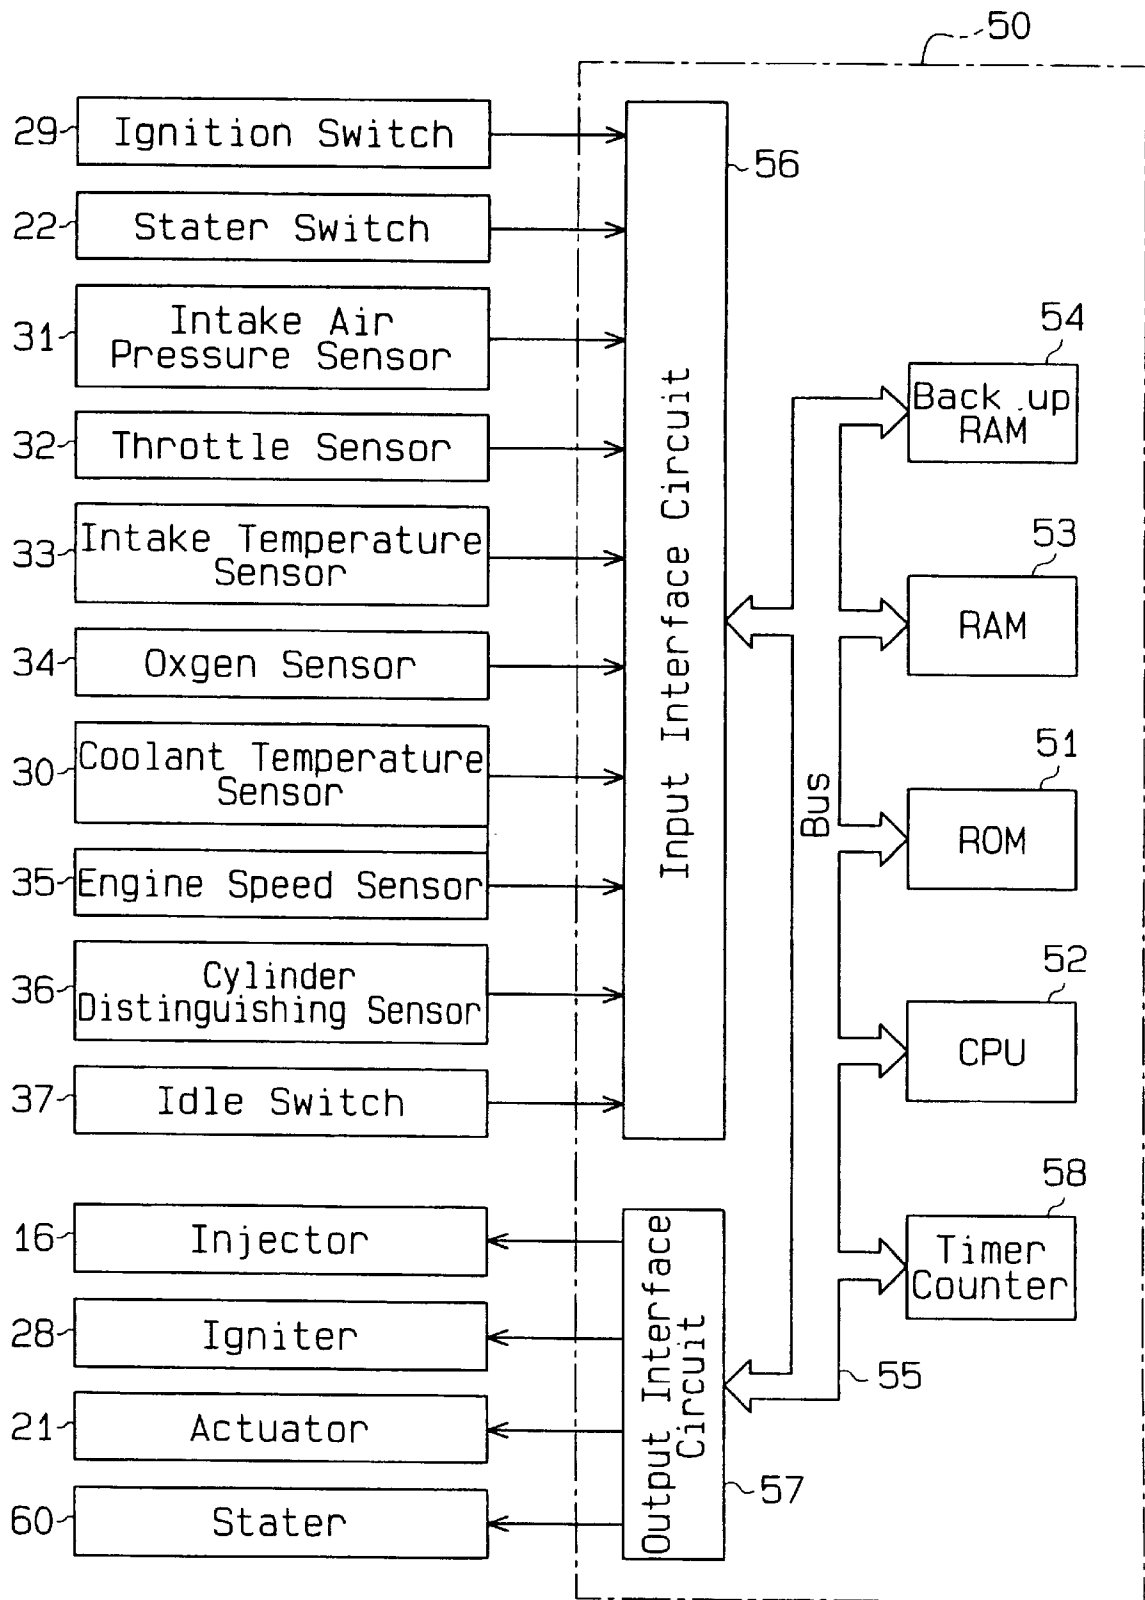 50
29 Ignition Switch
56
22 Stater Switch
31 Intake Air
Pressure Sensor
54
Back up
RAM
32 Throttle Sensor
33 Intake Temperature
Sensor
53
RAM
34 Oxgen Sensor
Input Interface Circuit
30 Coolant Temperature
Sensor
Bus
51
ROM
35 Engine Speed Sensor
36 Cylinder
Distinguishing Sensor
52
CPU
37 Idle Switch
58
Timer
Counter
16 Injector
28 Igniter
Output Interface
Circuit
55
21 Actuator
57
60 Stater